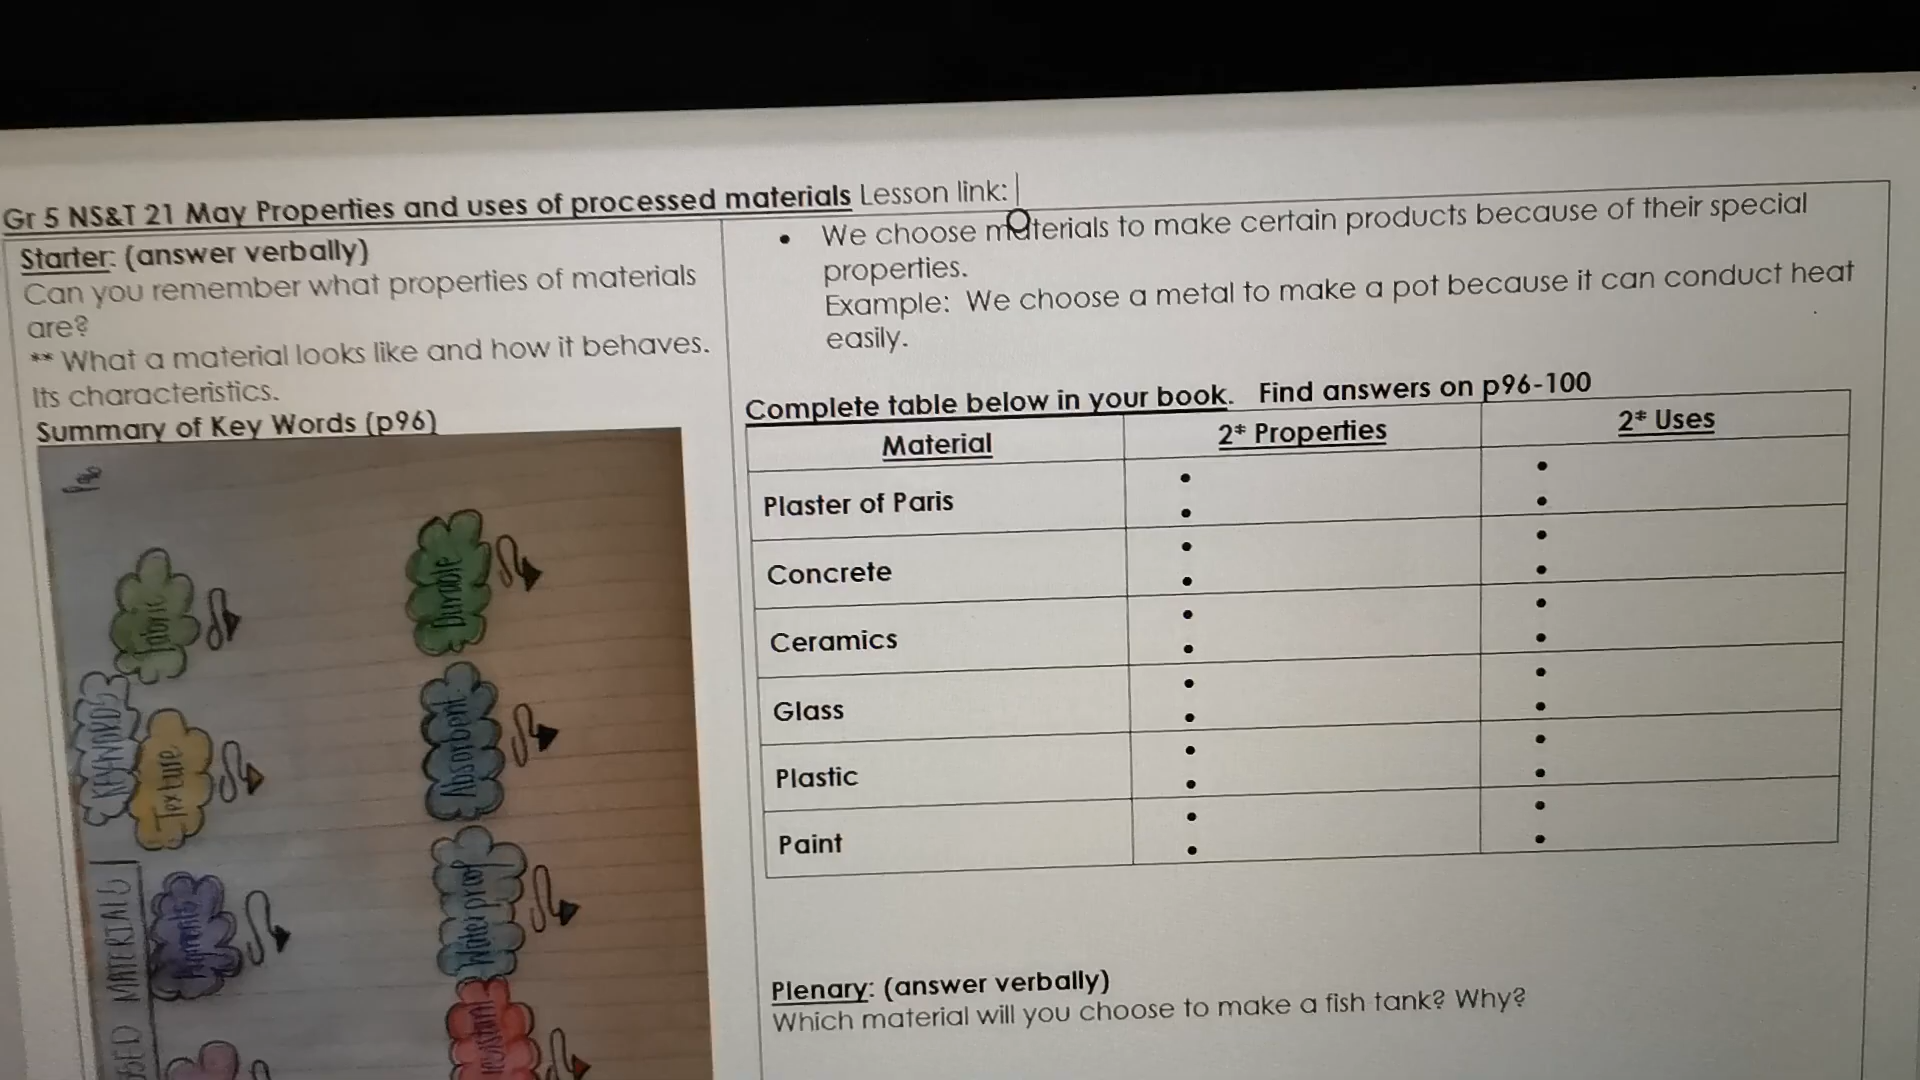 Gr 5 NS&T 21 May Properties and uses of processed materials Lesson link:
Starter: (answer verbally)
Can you remember what properties of materials
are?
** What a material looks like and how it behaves.
Its characteristics.
Summary of Key Words (p96)
P96
KEYWORDS
Fabric
Texture
Pigments
MATERIALS
Durable
Absorbent
Waterproof
• We choose materials to make certain products because of their special
properties.
Example: We choose a metal to make a pot because it can conduct heat
easily.
Complete table below in your book. Find answers on p96-100
Material 2* Properties 2* Uses
Plaster of Paris
Concrete
Ceramics
Glass
Plastic
Paint
Plenary: (answer verbally)
Which material will you choose to make a fish tank? Why?